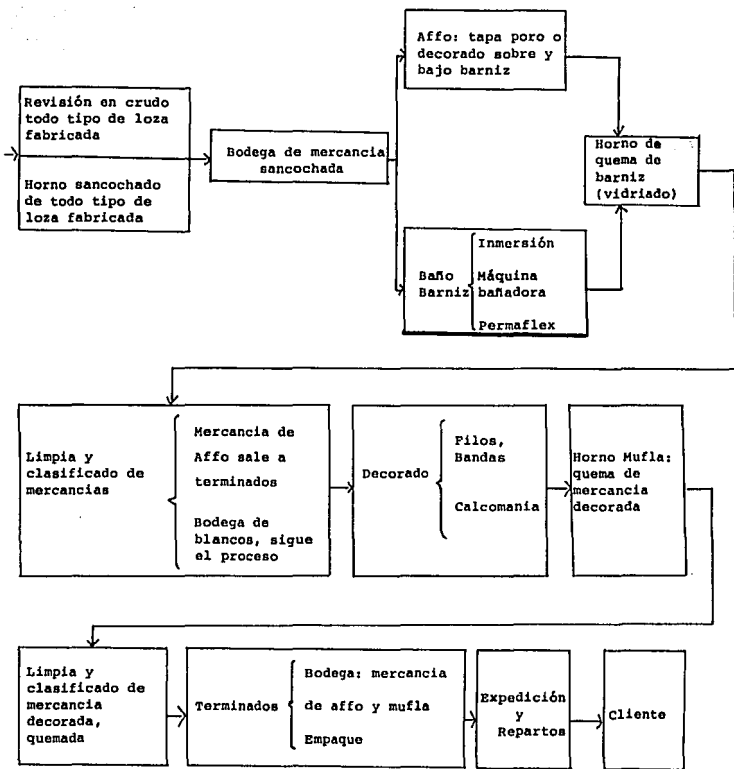 Affo: tapa poro o
decorado sobre y
bajo barniz
Revisión en crudo
todo tipo de loza
fabricada
Horno sancochado
de todo tipo de
loza fabricada
Bodega de mercancia
sancochada
Horno de
quema de
barniz
(vidriado)
Baño
Barniz
Inmersión
Máquina
bañadora
Permaflex
Limpia y
clasificado de
mercancias
Mercancia de
Affo sale a
terminados
Bodega de
blancos, sigue
el proceso
Decorado
Filos,
Bandas
Calcomania
Horno Mufla:
quema de
mercancia
decorada
Limpia y
clasificado de
mercancia
decorada,
quemada
Terminados
Bodega: mercancia
de affo y mufla
Empaque
Expedición
y
Repartos
Cliente